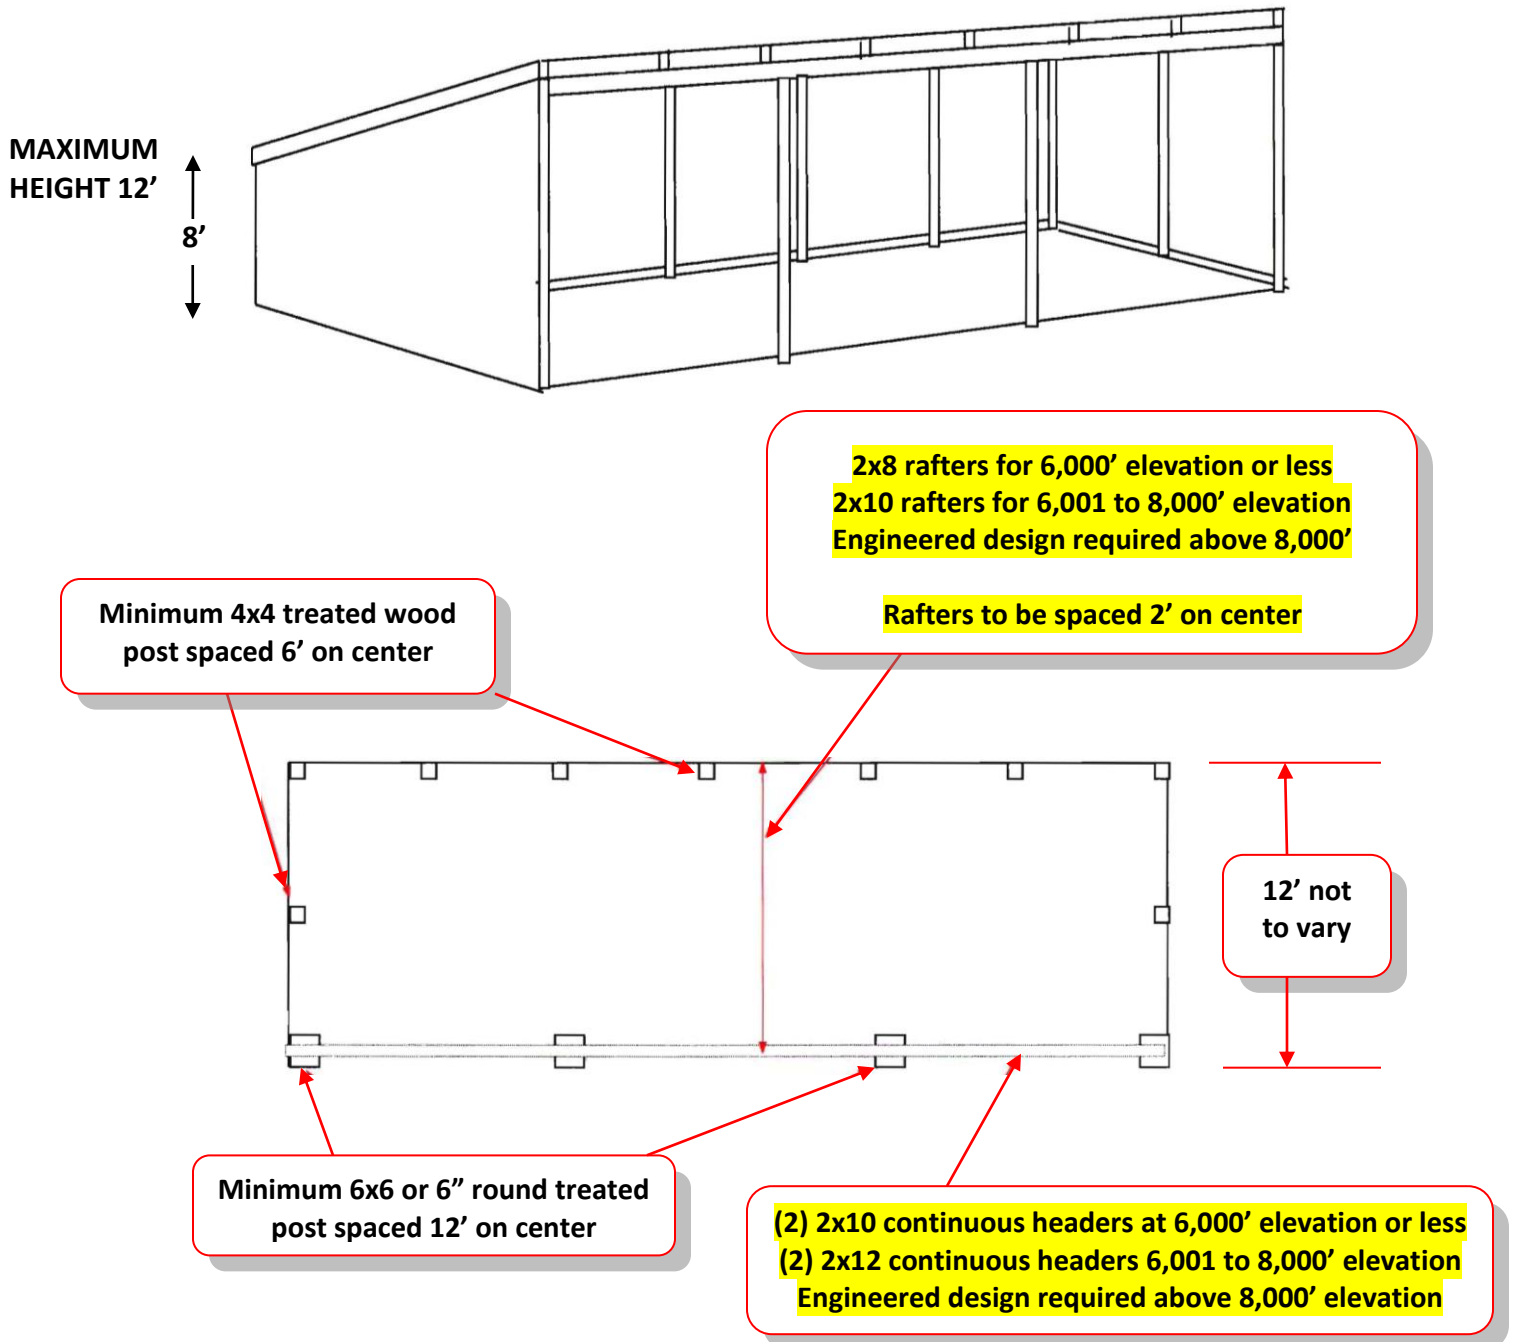 MAXIMUM
HEIGHT 12’
8’
2x8 rafters for 6,000’ elevation or less
2x10 rafters for 6,001 to 8,000’ elevation
Engineered design required above 8,000’
Rafters to be spaced 2’ on center
Minimum 4x4 treated wood
post spaced 6’ on center
12’ not
to vary
Minimum 6x6 or 6” round treated
post spaced 12’ on center
(2) 2x10 continuous headers at 6,000’ elevation or less
(2) 2x12 continuous headers 6,001 to 8,000’ elevation
Engineered design required above 8,000’ elevation